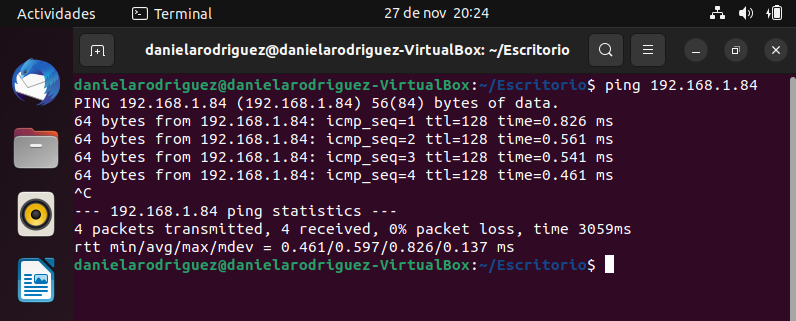 Actividades Terminal 27 de nov 20:24
danielarodriguez@danielarodriguez-VirtualBox: ~/Escritorio
danielarodriguez@danielarodriguez-VirtualBox:~/Escritorio$ ping 192.168.1.84
PING 192.168.1.84 (192.168.1.84) 56(84) bytes of data.
64 bytes from 192.168.1.84: icmp_seq=1 ttl=128 time=0.826 ms
64 bytes from 192.168.1.84: icmp_seq=2 ttl=128 time=0.561 ms
64 bytes from 192.168.1.84: icmp_seq=3 ttl=128 time=0.541 ms
64 bytes from 192.168.1.84: icmp_seq=4 ttl=128 time=0.461 ms
^C
--- 192.168.1.84 ping statistics ---
4 packets transmitted, 4 received, 0% packet loss, time 3059ms
rtt min/avg/max/mdev = 0.461/0.597/0.826/0.137 ms
danielarodriguez@danielarodriguez-VirtualBox:~/Escritorio$